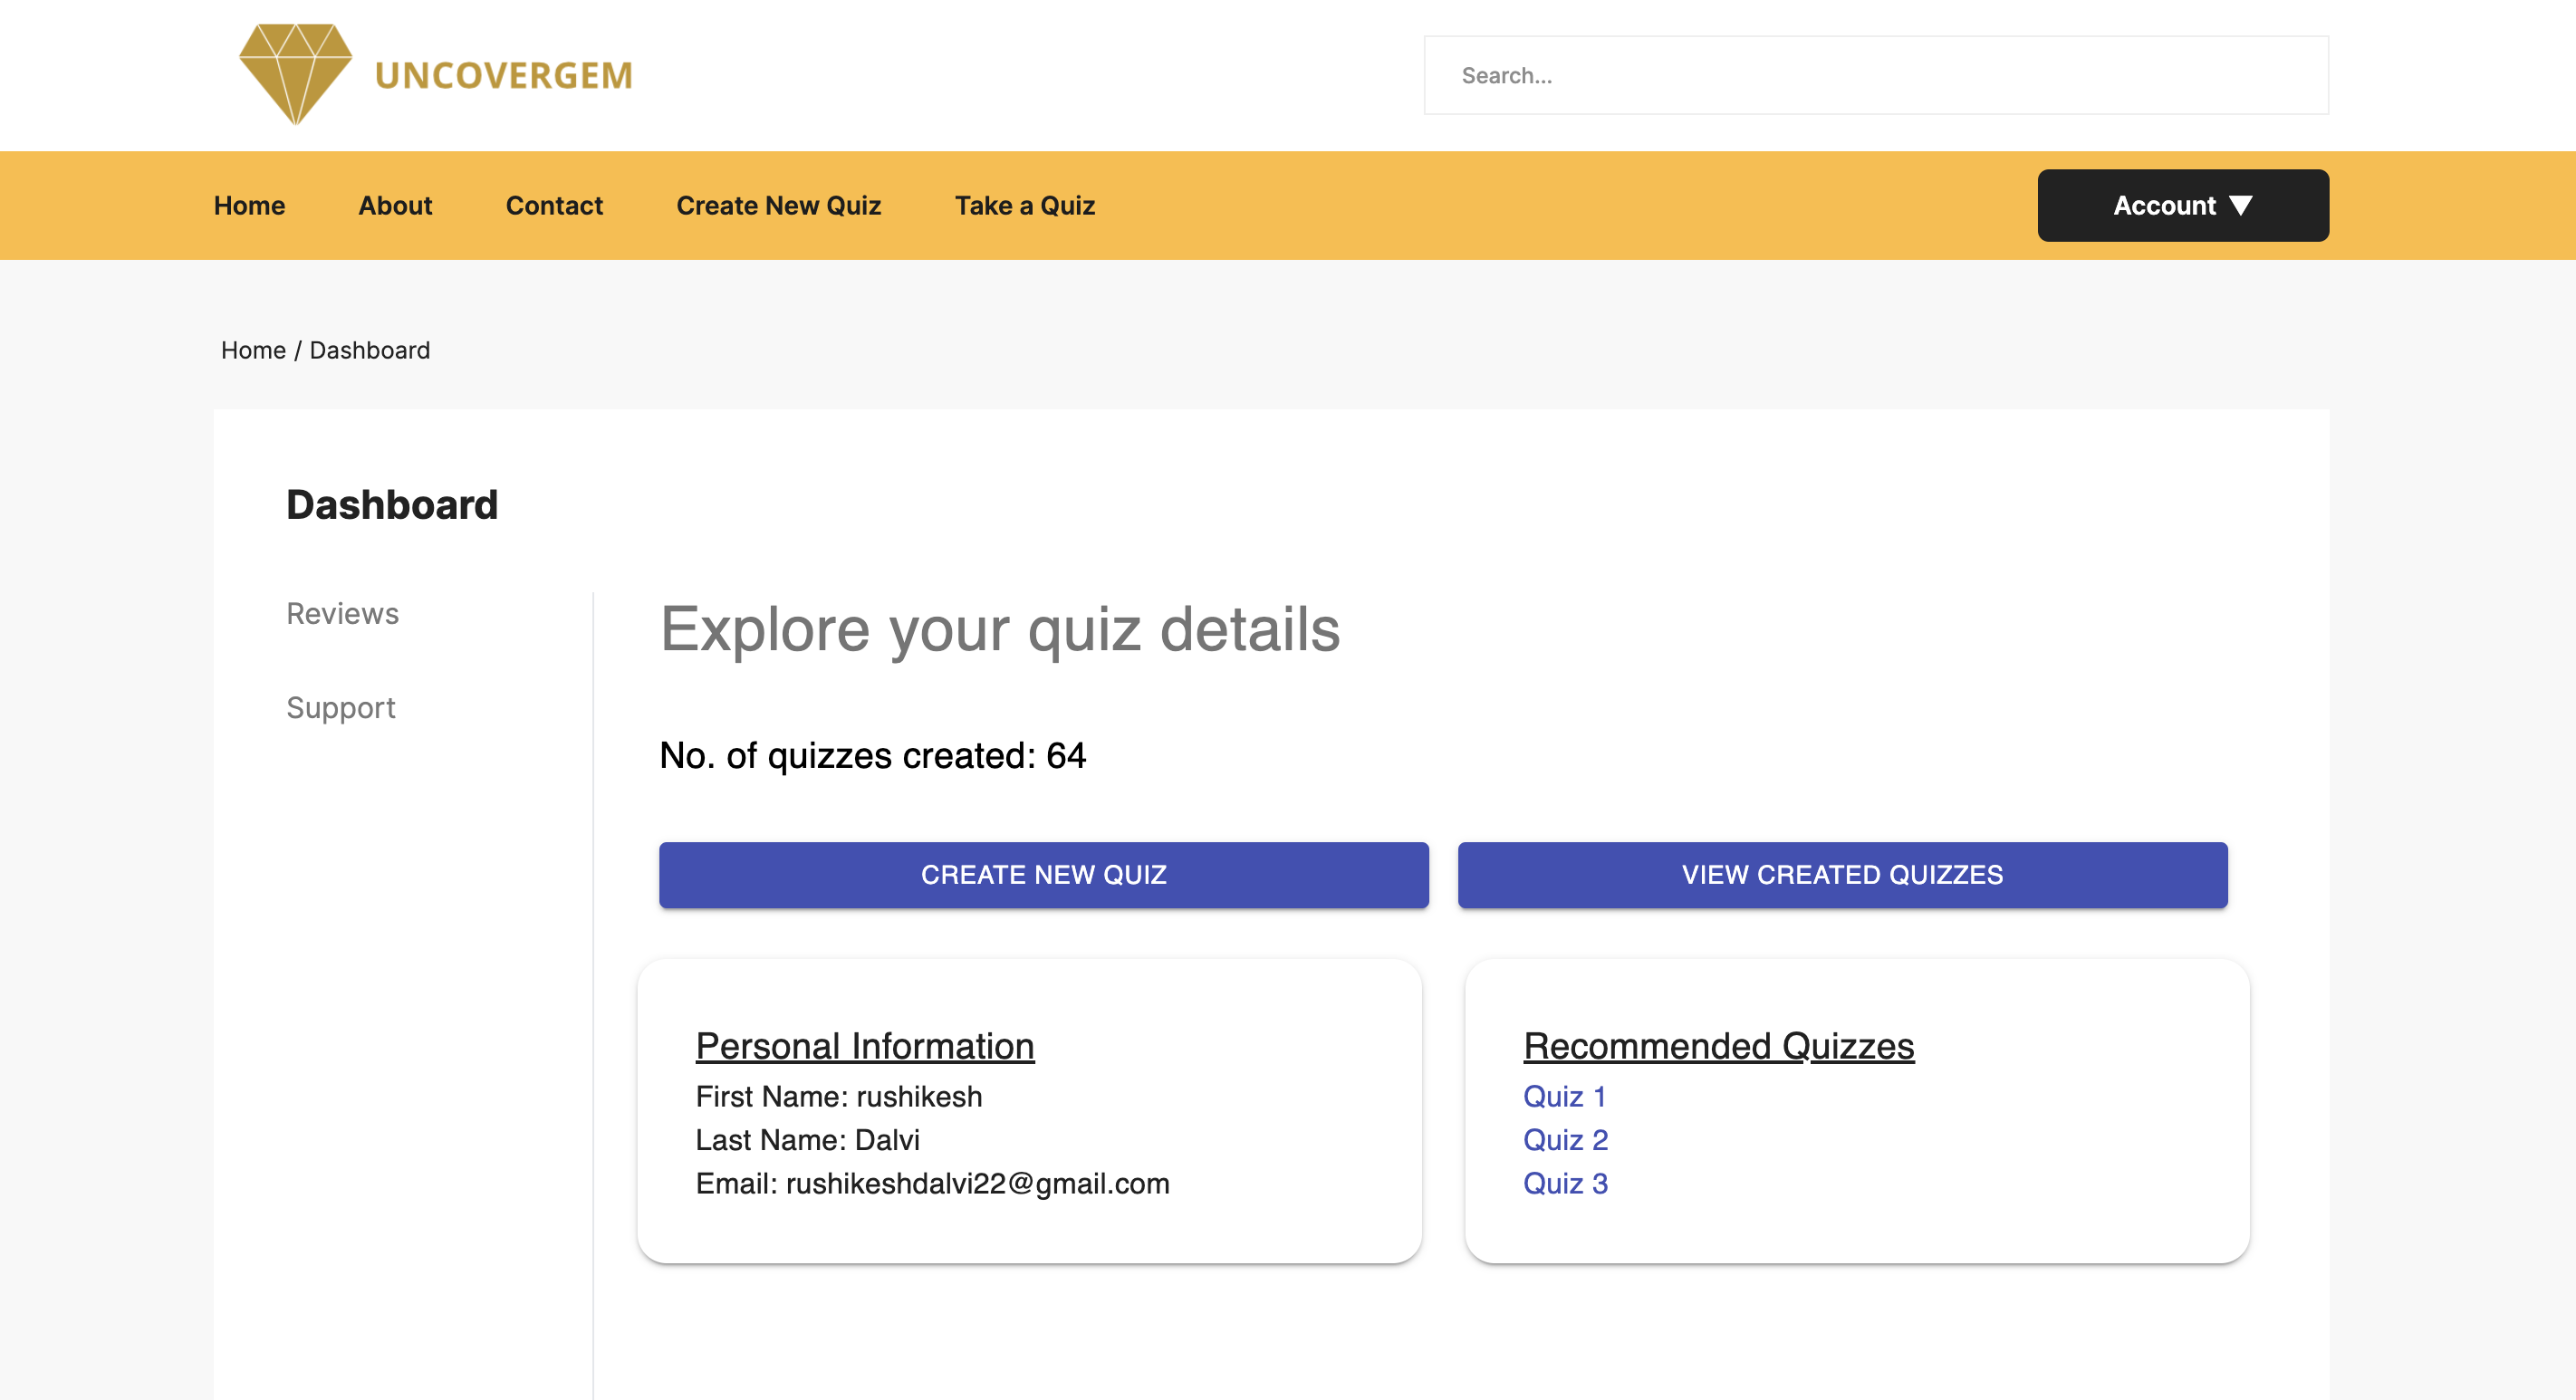 UNCOVERGEM
Search...
Home About Contact Create New Quiz Take a Quiz Account ▼
Home / Dashboard
Dashboard
Reviews
Support
Explore your quiz details
No. of quizzes created: 64
CREATE NEW QUIZ VIEW CREATED QUIZZES
Personal Information
First Name: rushikesh
Last Name: Dalvi
Email: rushikeshdalvi22@gmail.com
Recommended Quizzes
Quiz 1
Quiz 2
Quiz 3